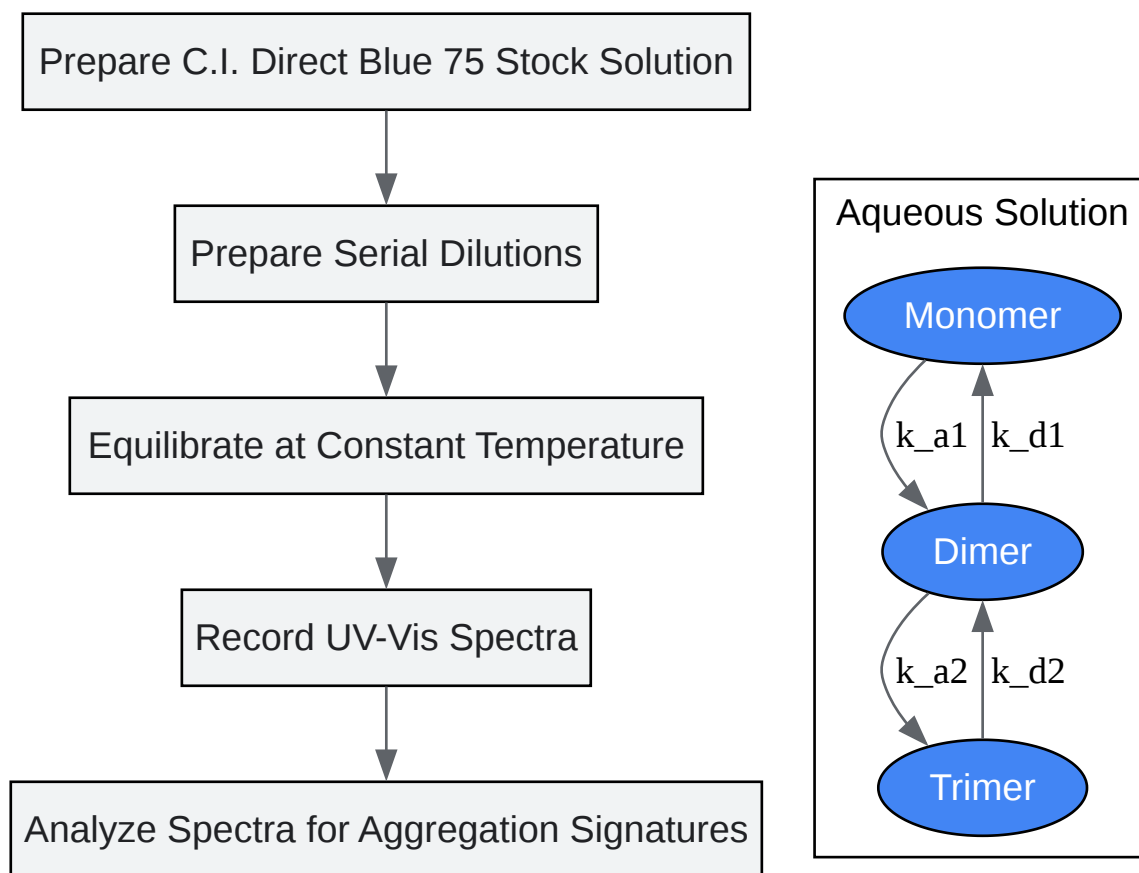 Prepare C.I. Direct Blue 75 Stock Solution
Prepare Serial Dilutions
Equilibrate at Constant Temperature
Record UV-Vis Spectra
Analyze Spectra for Aggregation Signatures
Aqueous Solution
Monomer
k_a1
k_d1
Dimer
k_a2
k_d2
Trimer